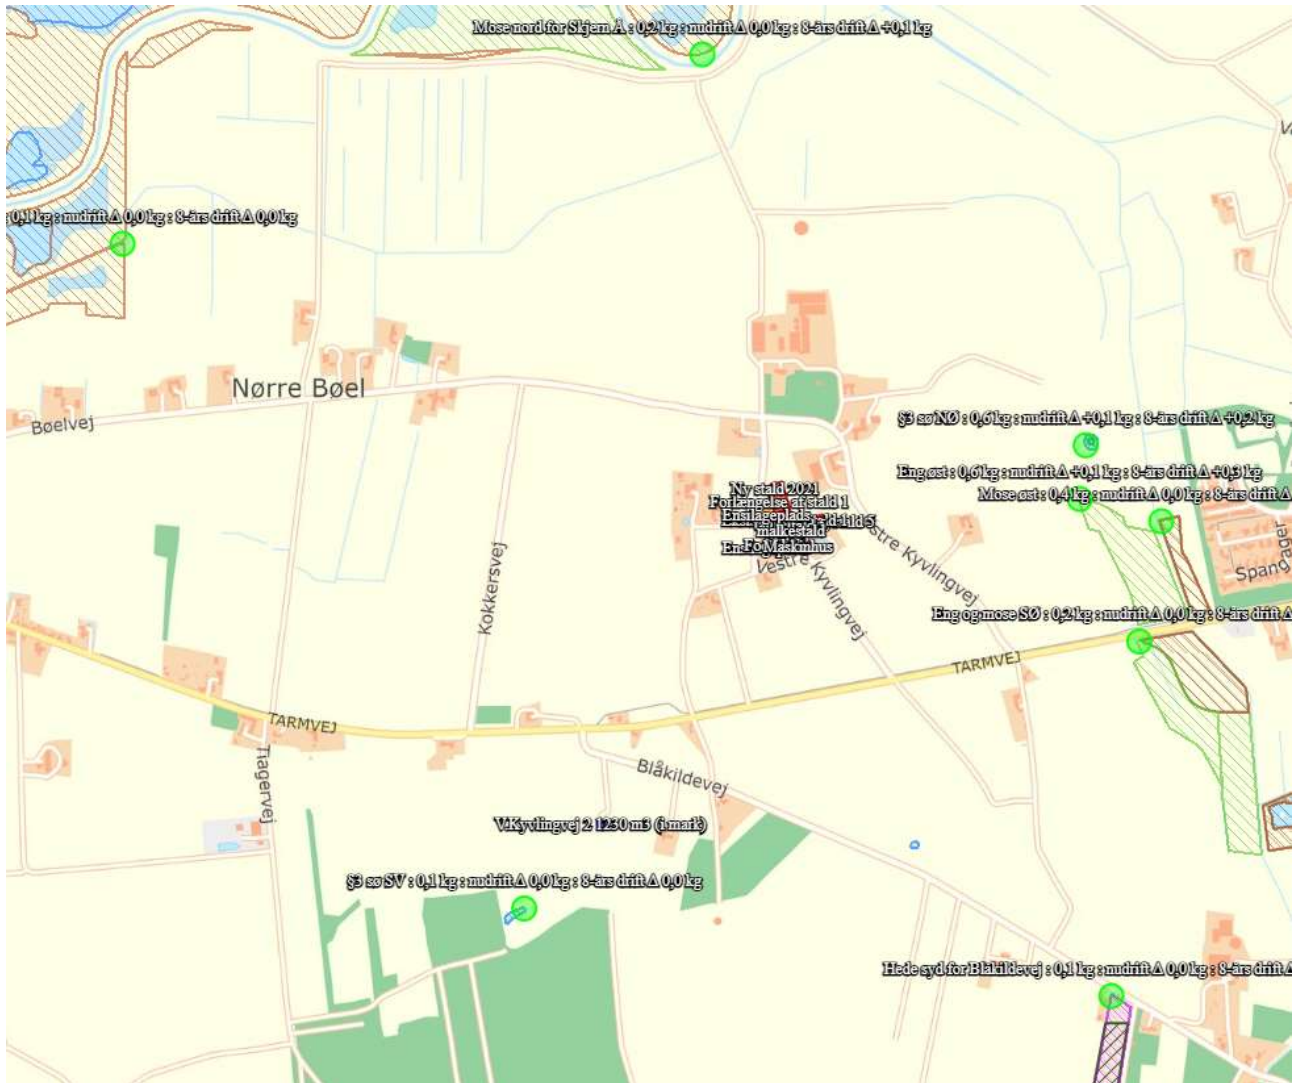 Mose nord for Skjern Å : 0,2 kg : nudrift Δ 0,0 kg : 8-års drift Δ +0,1 kg
0,1 kg : nudrift Δ 0,0 kg : 8-års drift Δ 0,0 kg
Nørre Bøel
Bøelvej
§3 sø NØ : 0,6 kg : nudrift Δ +0,1 kg : 8-års drift Δ +0,2 kg
Eng øst : 0,6 kg : nudrift Δ +0,1 kg : 8-års drift Δ +0,3 kg
Mose øst : 0,4 kg : nudrift Δ 0,0 kg : 8-års drift Δ
Ny stald 2021
Forlængelse af stald 1
Ensilageplads
malkestald
Maskinhus
Vestre Kyvlingvej
Vestre Kyvlingvej
Spangager
Kokkersvej
Eng og mose SØ : 0,2 kg : nudrift Δ 0,0 kg : 8-års drift Δ
TARMVEJ
TARMVEJ
Tiagervej
Blåkildevej
V.Kyvlingvej 2- 1230 m3 (i mark)
§3 sø SV : 0,1 kg : nudrift Δ 0,0 kg : 8-års drift Δ 0,0 kg
Hede syd for Blåkildevej : 0,1 kg : nudrift Δ 0,0 kg : 8-års drift Δ